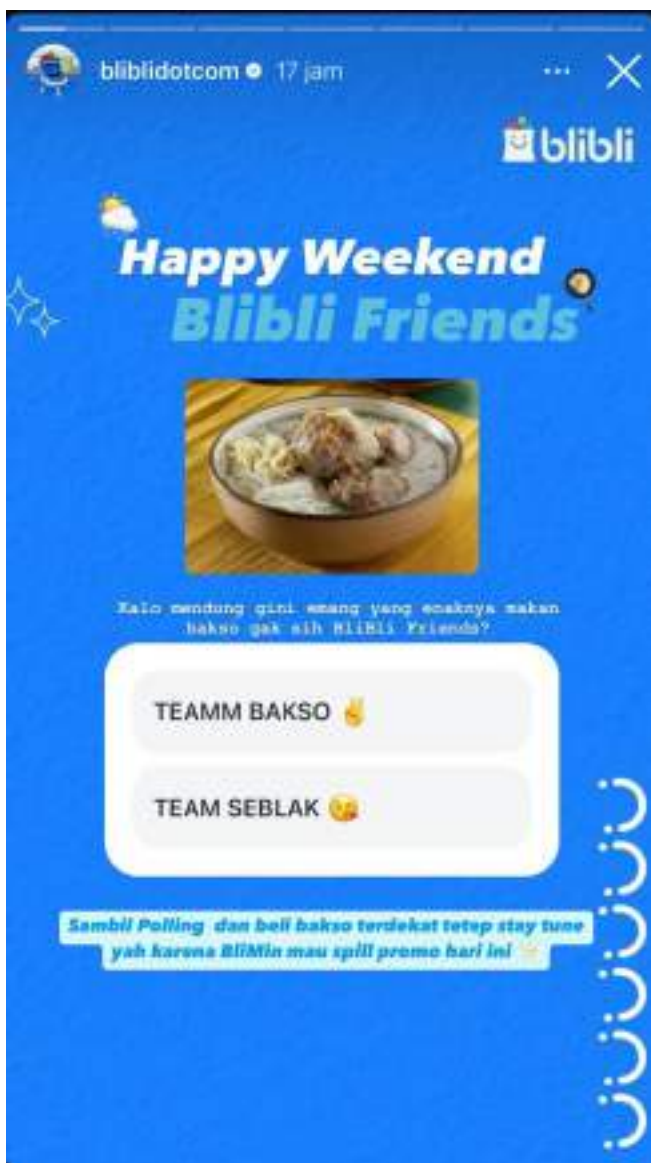 bliblidotcom 17 jam
blibli
Happy Weekend
Blibli Friends
Kalo mendung gini emang yang enaknya makan
bakso gak sih BliBli Friends?
TEAMM BAKSO ✌️
TEAM SEBLAK 😘
Sambil Polling dan beli bakso terdekat tetep stay tune
yah karena BliMin mau spill promo hari ini ✨